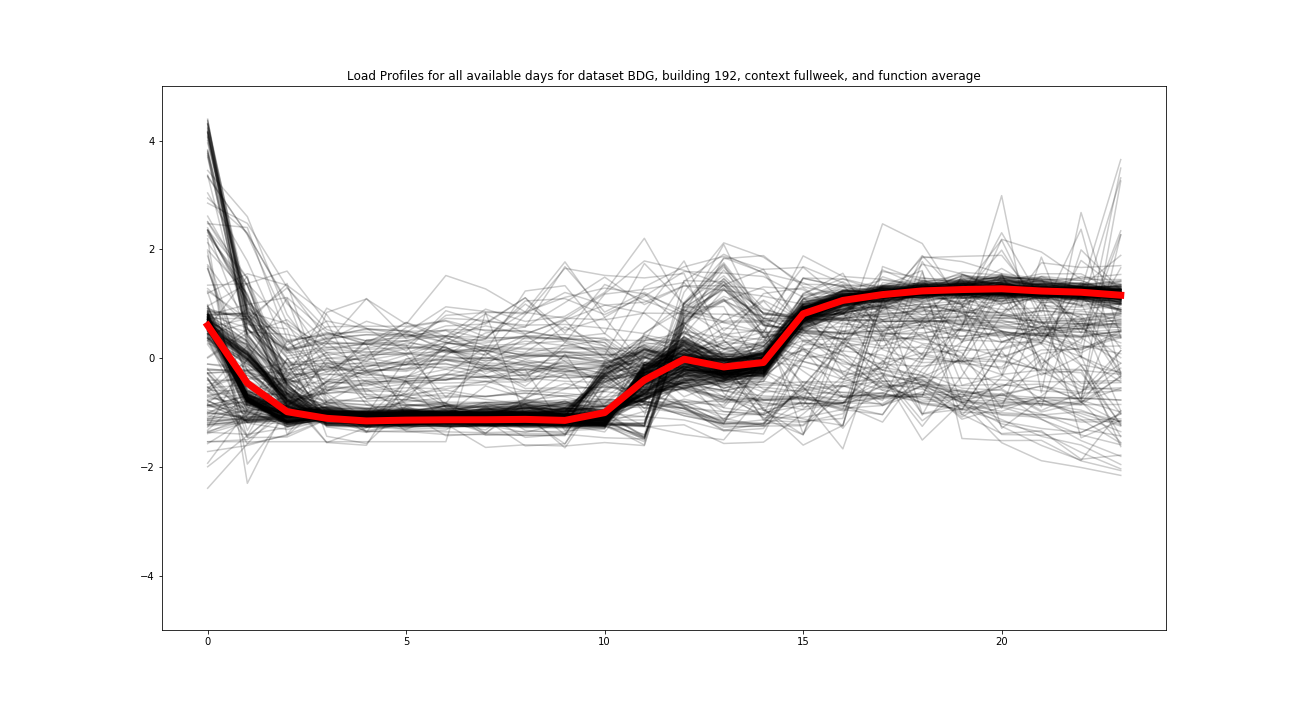 Load Profiles for all available days for dataset BDG, building 192, context fullweek, and function average
4
2
0
−2
−4
0 5 10 15 20